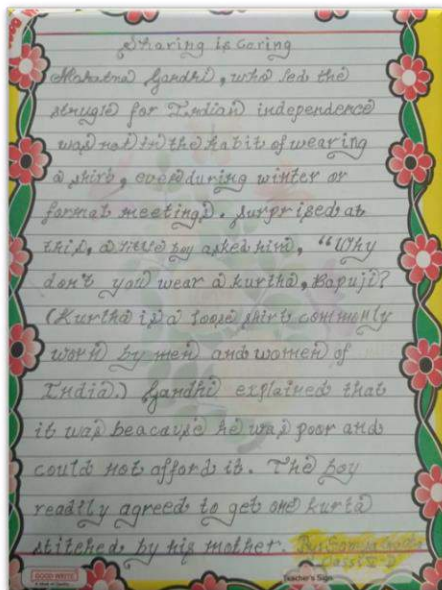 Sharing is Caring
Mahatma Gandhi, who led the
strugle for Indian independence
was not in the habit of wearing
a shirt, even during winter or
formal meetings. Surprised at
this, a little boy asked him, "Why
don't you wear a kurtha, Bapuji?
(Kurtha is a loose shirt commonly
worn by men and women of
India.) Gandhi explained that
it was beacause he was poor and
could not afford it. The boy
readily agreed to get one kurta
stitched by his mother. By
Class
GOOD WRITE
Teacher's Sign